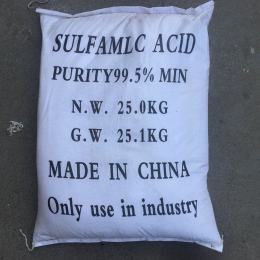 SULFAMLC ACID
PURITY99.5% MIN
N.W. 25.0KG
G.W. 25.1KG
MADE IN CHINA
Only use in industry